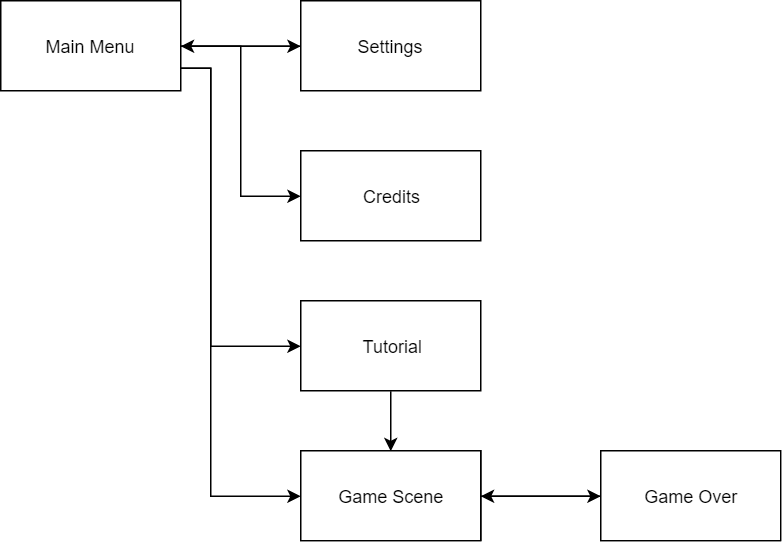 Main Menu
Settings
Credits
Tutorial
Game Scene
Game Over